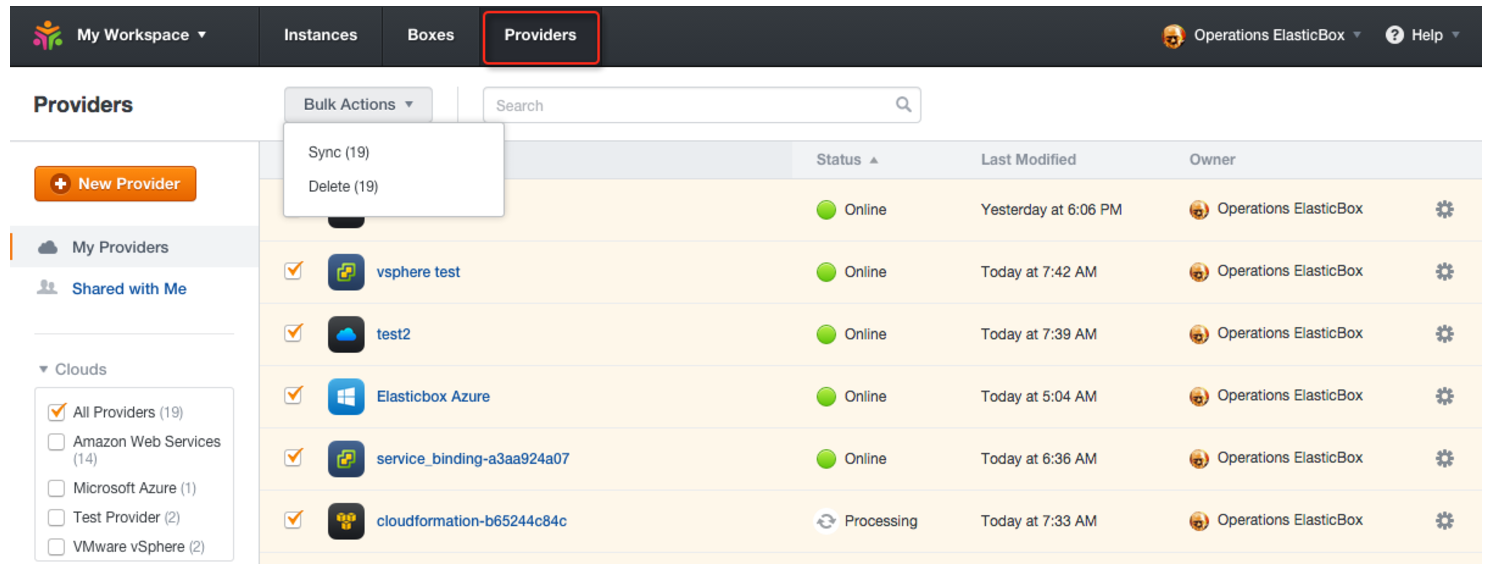 My Workspace
Instances
Boxes
Providers
Operations ElasticBox
Help
Providers
Bulk Actions
Search
Sync (19)
Delete (19)
Status
Last Modified
Owner
New Provider
My Providers
Shared with Me
Clouds
All Providers (19)
Amazon Web Services
(14)
Microsoft Azure (1)
Test Provider (2)
VMware vSphere (2)
Online
Yesterday at 6:06 PM
Operations ElasticBox
vsphere test
Online
Today at 7:42 AM
Operations ElasticBox
test2
Online
Today at 7:39 AM
Operations ElasticBox
Elasticbox Azure
Online
Today at 5:04 AM
Operations ElasticBox
service_binding-a3aa924a07
Online
Today at 6:36 AM
Operations ElasticBox
cloudformation-b65244c84c
Processing
Today at 7:33 AM
Operations ElasticBox